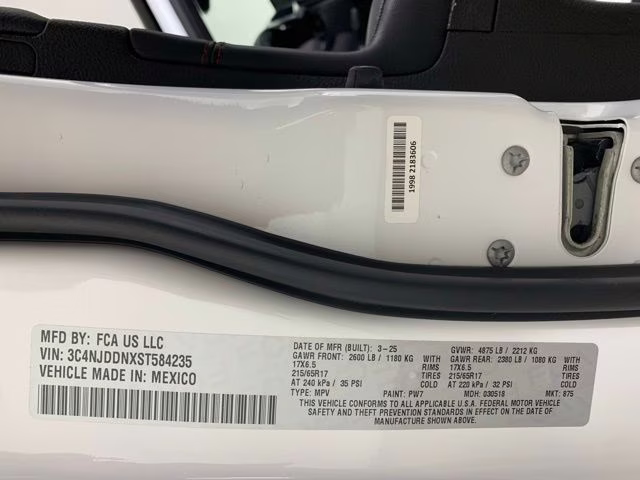 1998 2183606
MFD BY: FCA US LLC
VIN: 3C4NJDDNXST584235
VEHICLE MADE IN: MEXICO
DATE OF MFR (BUILT): 3-25 GVWR: 4875 LB / 2212 KG
GAWR FRONT: 2600 LB / 1180 KG WITH GAWR REAR: 2380 LB / 1080 KG WITH
17X6.5 RIMS 17X6.5 RIMS
215/65R17 TIRES 215/65R17 TIRES
AT 240 kPa / 35 PSI COLD AT 220 kPa / 32 PSI COLD
TYPE: MPV PAINT: PW7 MDH: 030518 MKT: 875
THIS VEHICLE CONFORMS TO ALL APPLICABLE U.S.A. FEDERAL MOTOR VEHICLE
SAFETY AND THEFT PREVENTION STANDARDS IN EFFECT ON THE DATE OF MANUFACTURE
SHOWN ABOVE.